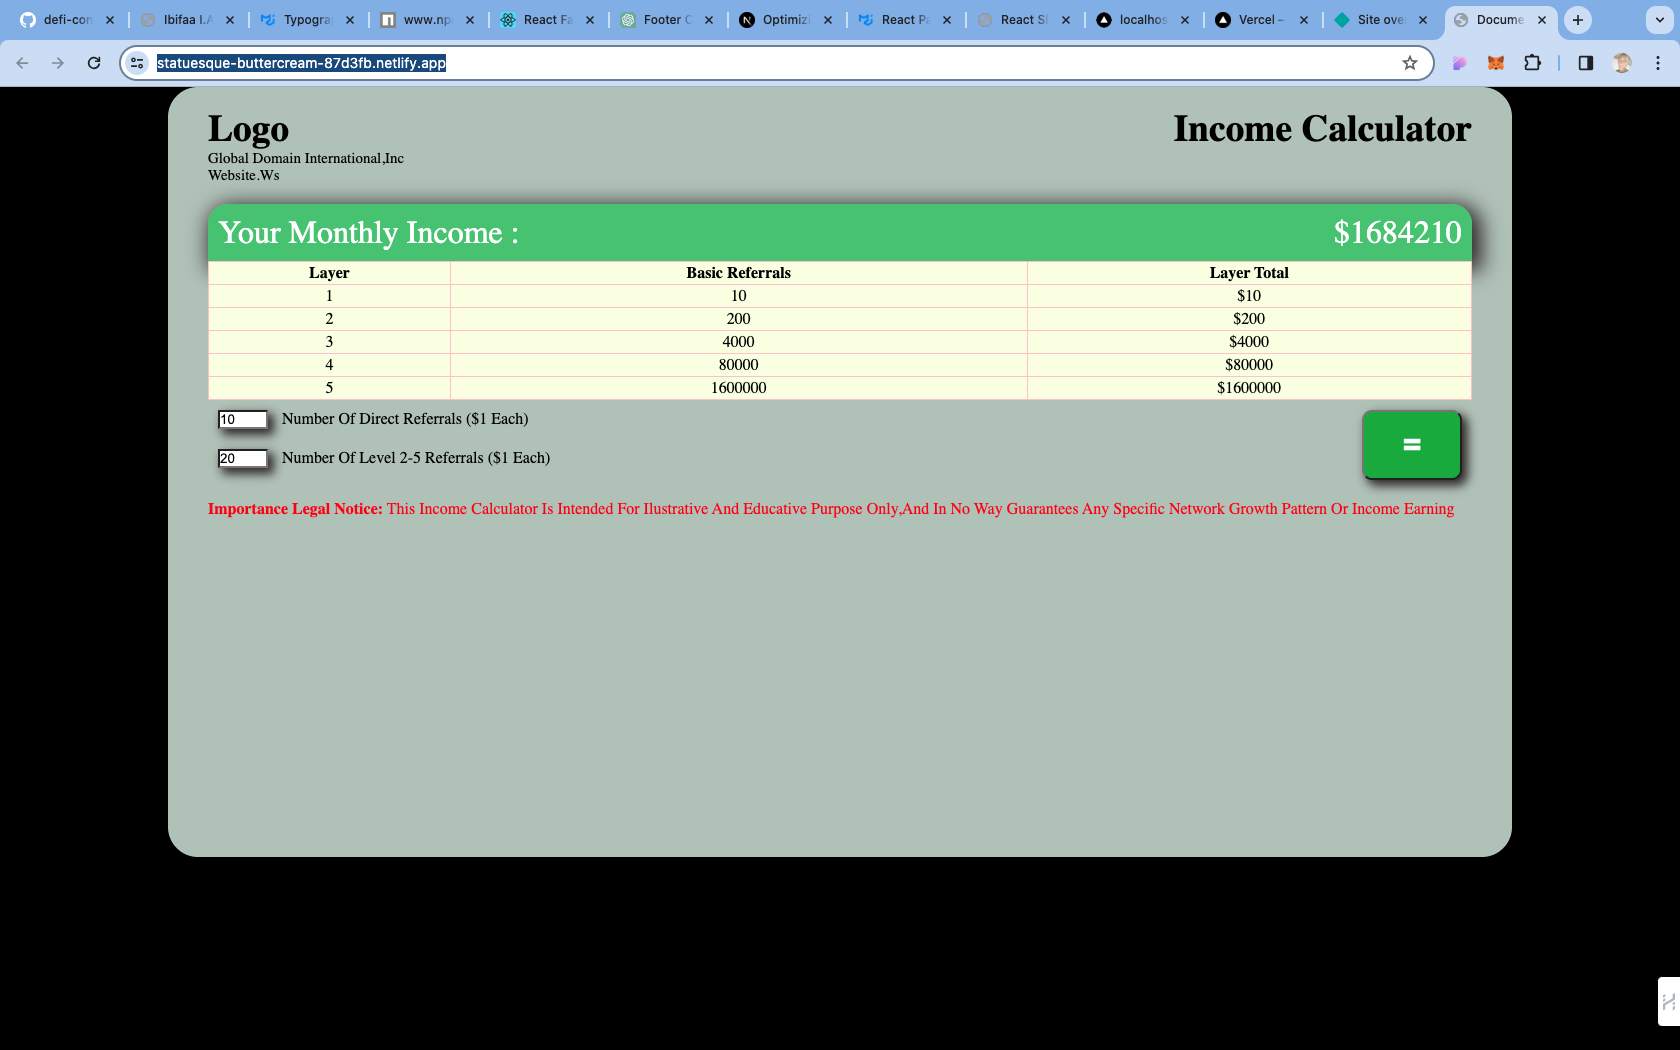 defi-con Ibifaa I.A Typogra www.np React Fa Footer C Optimizi React Pa React Sl localhos Vercel – Site ove Docume
statuesque-buttercream-87d3fb.netlify.app
Logo Income Calculator
Global Domain International,Inc
Website.Ws
Your Monthly Income : $1684210
Layer Basic Referrals Layer Total
1 10 $10
2 200 $200
3 4000 $4000
4 80000 $80000
5 1600000 $1600000
10 Number Of Direct Referrals ($1 Each)
=
20 Number Of Level 2-5 Referrals ($1 Each)
Importance Legal Notice: This Income Calculator Is Intended For Ilustrative And Educative Purpose Only,And In No Way Guarantees Any Specific Network Growth Pattern Or Income Earning